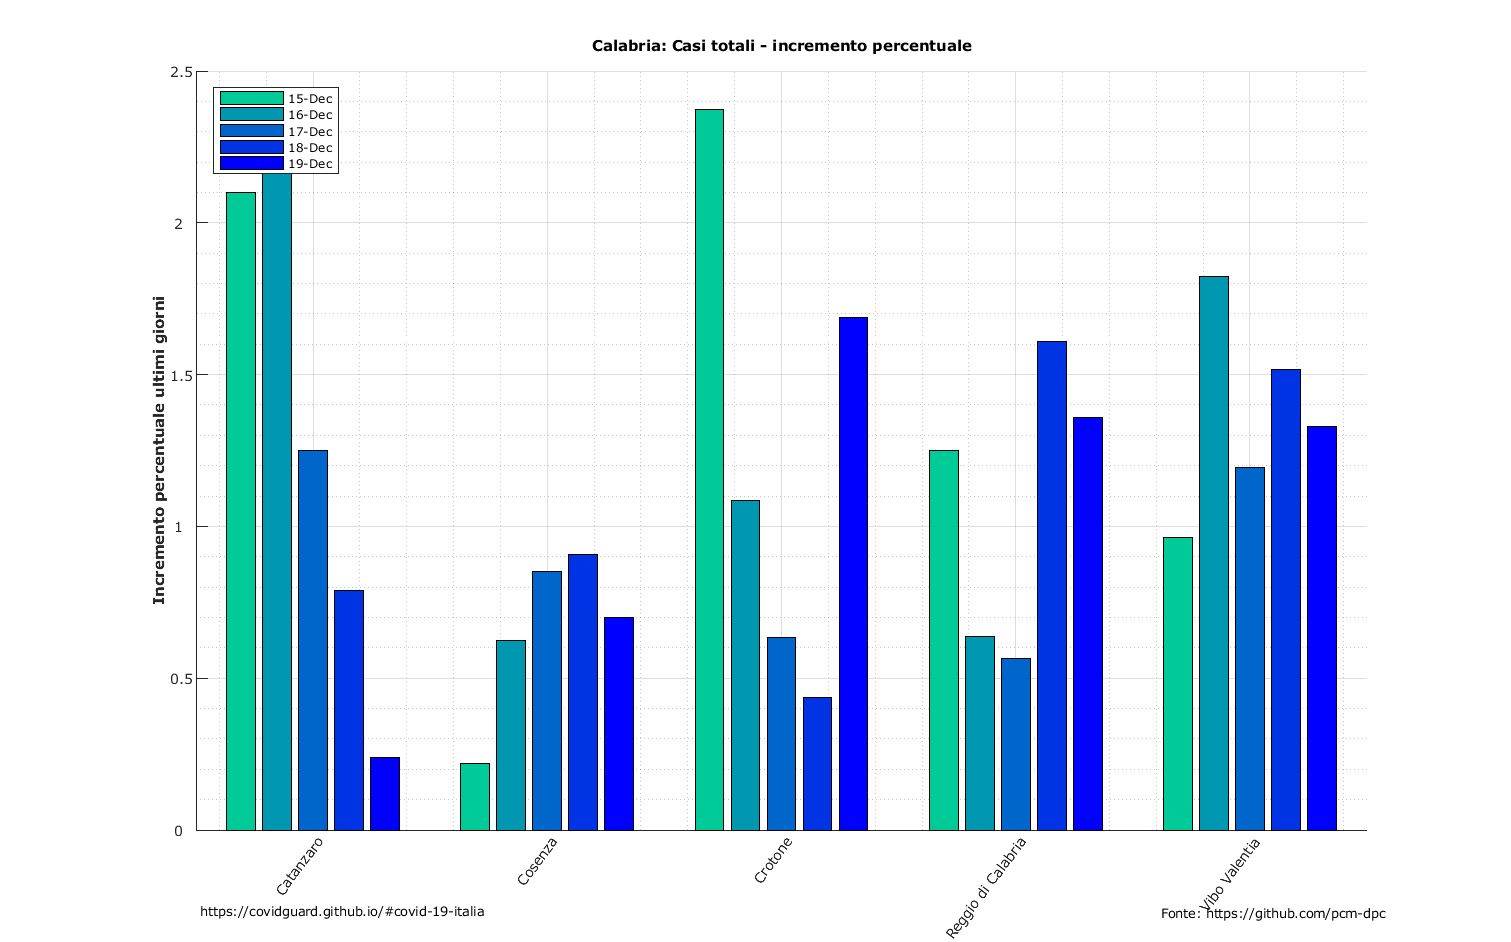 Calabria: Casi totali - incremento percentuale
2.5
15-Dec
16-Dec
17-Dec
18-Dec
19-Dec
2
1.5
1
0.5
0
Incremento percentuale ultimi giorni
Catanzaro
Cosenza
Crotone
Reggio di Calabria
Vibo Valentia
https://covidguard.github.io/#covid-19-italia
Fonte: https://github.com/pcm-dpc